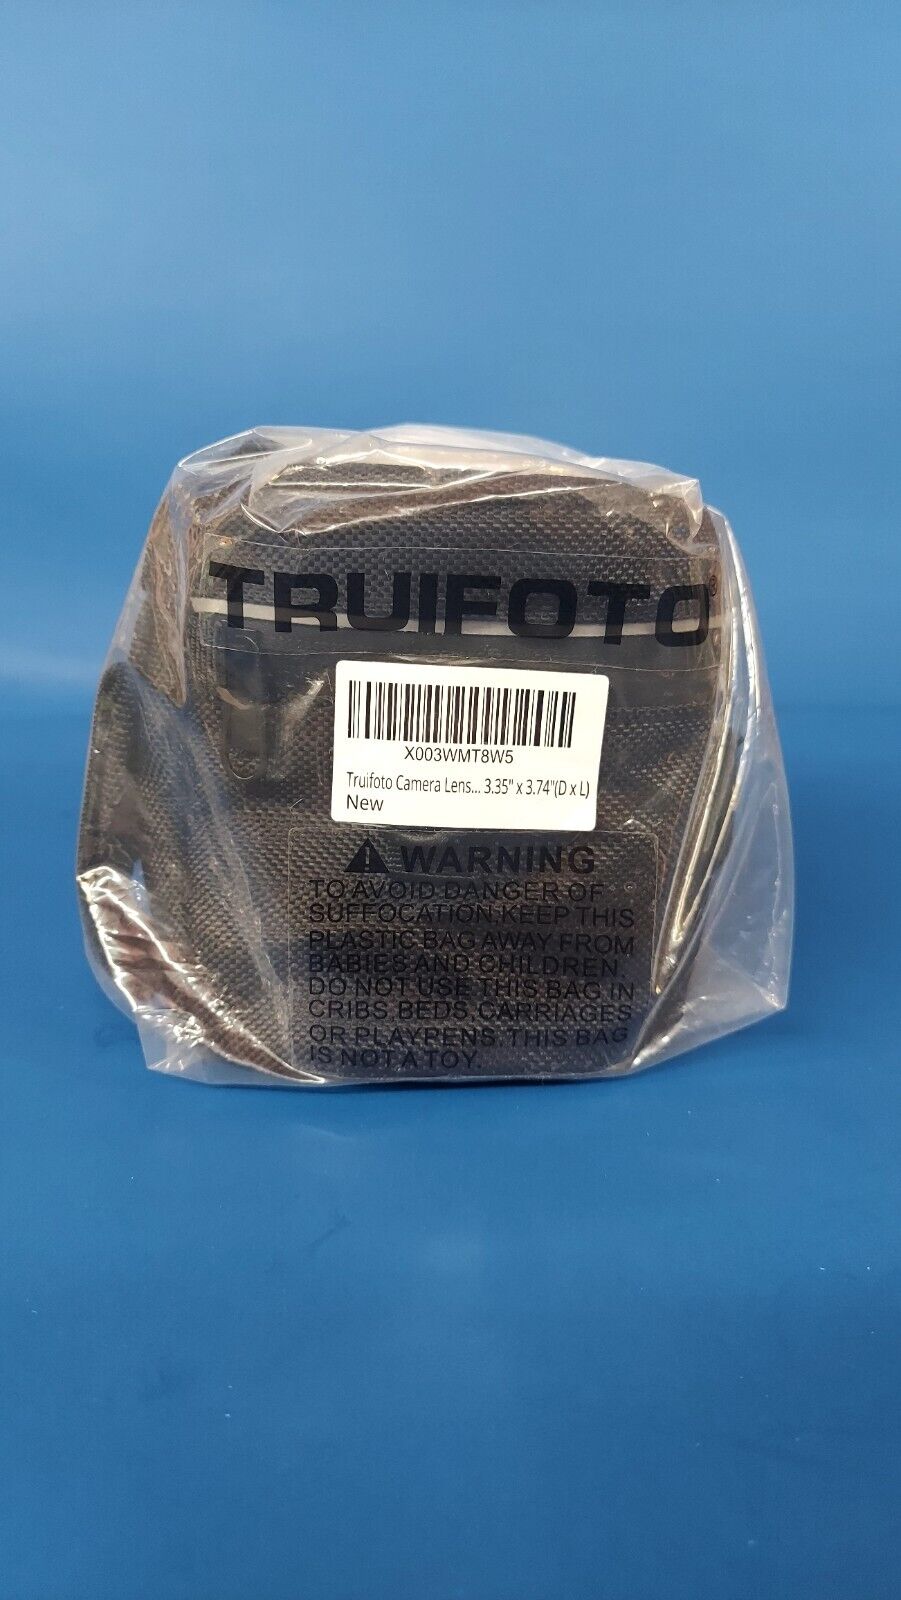 TRUIFOTO®
X003WMT8W5
Truifoto Camera Lens... 3.35" x 3.74"(D x L)
New
WARNING
TO AVOID DANGER OF
SUFFOCATION, KEEP THIS
PLASTIC BAG AWAY FROM
BABIES AND CHILDREN.
DO NOT USE THIS BAG IN
CRIBS, BEDS, CARRIAGES
OR PLAYPENS. THIS BAG
IS NOT A TOY.